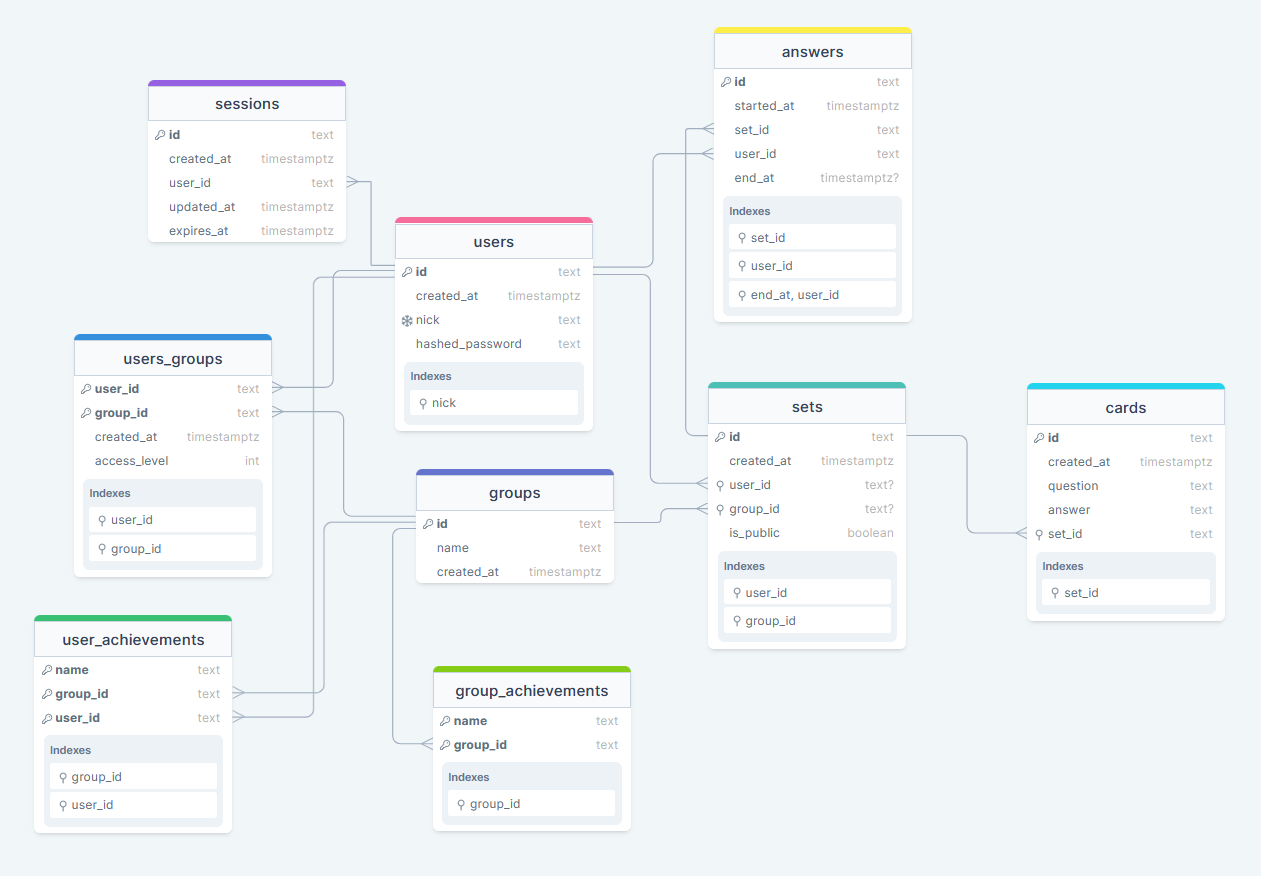 answers
id text
started_at timestamptz
set_id text
user_id text
end_at timestamptz?
Indexes
set_id
user_id
end_at, user_id
sessions
id text
created_at timestamptz
user_id text
updated_at timestamptz
expires_at timestamptz
users
id text
created_at timestamptz
nick text
hashed_password text
Indexes
nick
users_groups
user_id text
group_id text
created_at timestamptz
access_level int
Indexes
user_id
group_id
sets
id text
created_at timestamptz
user_id text?
group_id text?
is_public boolean
Indexes
user_id
group_id
cards
id text
created_at timestamptz
question text
answer text
set_id text
Indexes
set_id
groups
id text
name text
created_at timestamptz
user_achievements
name text
group_id text
user_id text
Indexes
group_id
user_id
group_achievements
name text
group_id text
Indexes
group_id